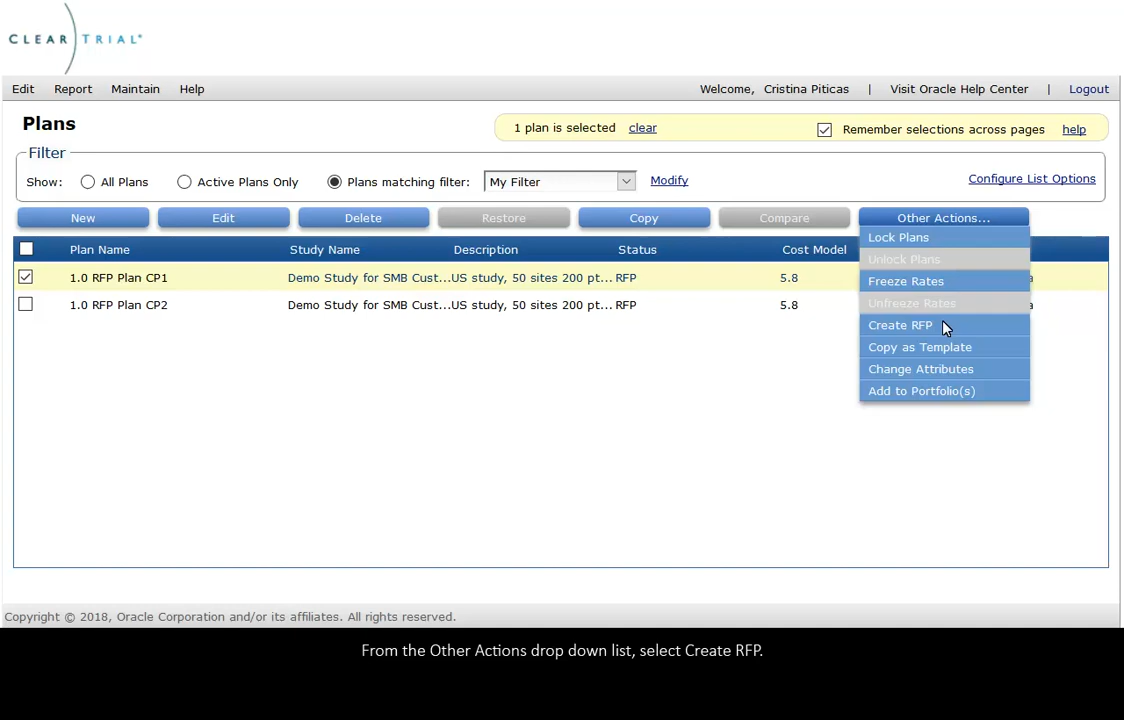 CLEAR TRIAL
Edit Report Maintain Help Welcome, Cristina Piticas | Visit Oracle Help Center | Logout
Plans
1 plan is selected clear Remember selections across pages help
Filter
Show: All Plans Active Plans Only Plans matching filter: My Filter Modify Configure List Options
New Edit Delete Restore Copy Compare Other Actions...
Plan Name Study Name Description Status Cost Model
Lock Plans
Unlock Plans
1.0 RFP Plan CP1 Demo Study for SMB Cust...US study, 50 sites 200 pt... RFP 5.8
Freeze Rates
Unfreeze Rates
1.0 RFP Plan CP2 Demo Study for SMB Cust...US study, 50 sites 200 pt... RFP 5.8
Create RFP
Copy as Template
Change Attributes
Add to Portfolio(s)
Copyright © 2018, Oracle Corporation and/or its affiliates. All rights reserved.
From the Other Actions drop down list, select Create RFP.